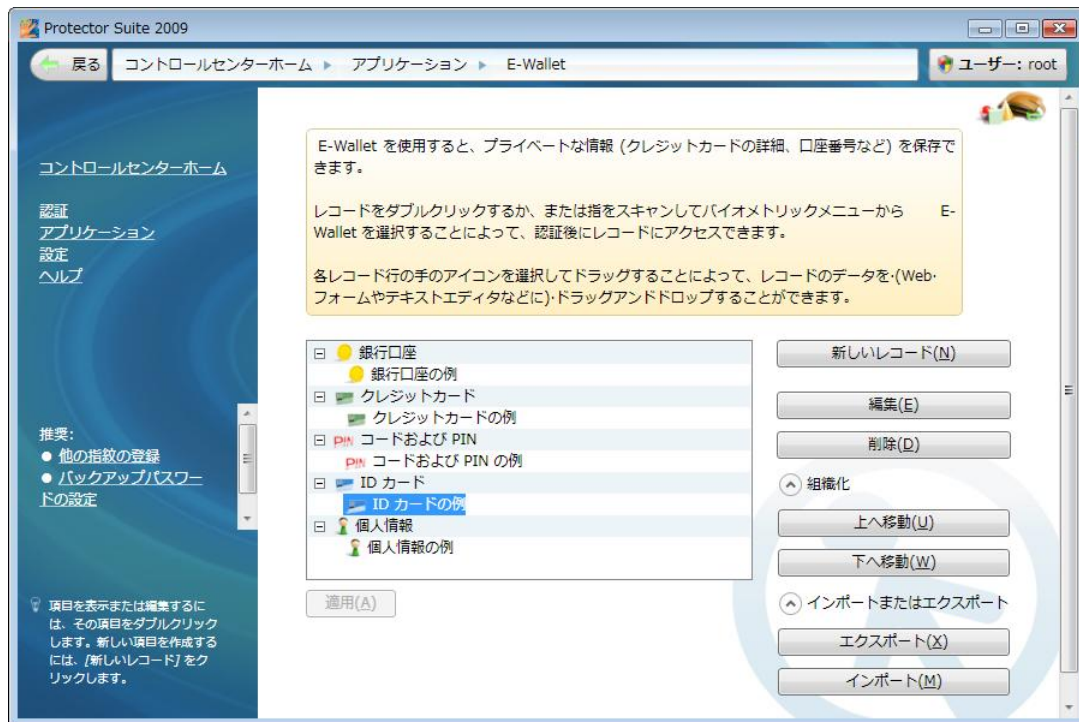 Protector Suite 2009
戻る コントロールセンターホーム アプリケーション E-Wallet ユーザー: root
コントロールセンターホーム
認証
アプリケーション
設定
ヘルプ
推奨:
● 他の指紋の登録
● バックアップパスワー
ドの設定
項目を表示または編集するに
は、その項目をダブルクリック
します。新しい項目を作成する
には、[新しいレコード] をク
リックします。
E-Wallet を使用すると、プライベートな情報 (クレジットカードの詳細、口座番号など) を保存で
きます。
レコードをダブルクリックするか、または指をスキャンしてバイオメトリックメニューから E-
Wallet を選択することによって、認証後にレコードにアクセスできます。
各レコード行の手のアイコンを選択してドラッグすることによって、レコードのデータを·(Web·
フォームやテキストエディタなどに)·ドラッグアンドドロップすることができます。
銀行口座
銀行口座の例
クレジットカード
クレジットカードの例
PIN コードおよび PIN
PIN コードおよび PIN の例
ID カード
ID カードの例
個人情報
個人情報の例
適用(A)
新しいレコード(N)
編集(E)
削除(D)
組織化
上へ移動(U)
下へ移動(W)
インポートまたはエクスポート
エクスポート(X)
インポート(M)